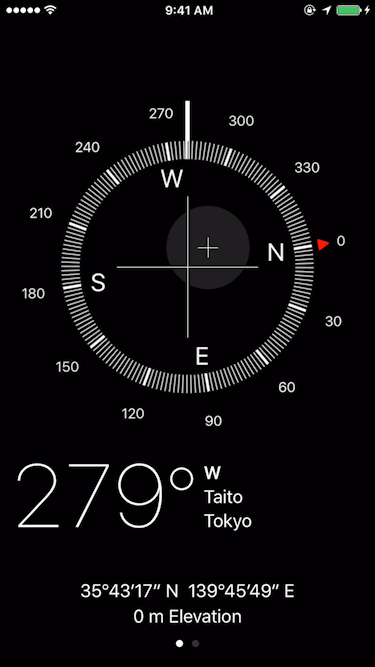 9:41 AM
270
300
240
330
W
210
N
0
S
180
30
E
150
60
120
90
279°
W
Taito
Tokyo
35°43’17” N 139°45’49” E
0 m Elevation